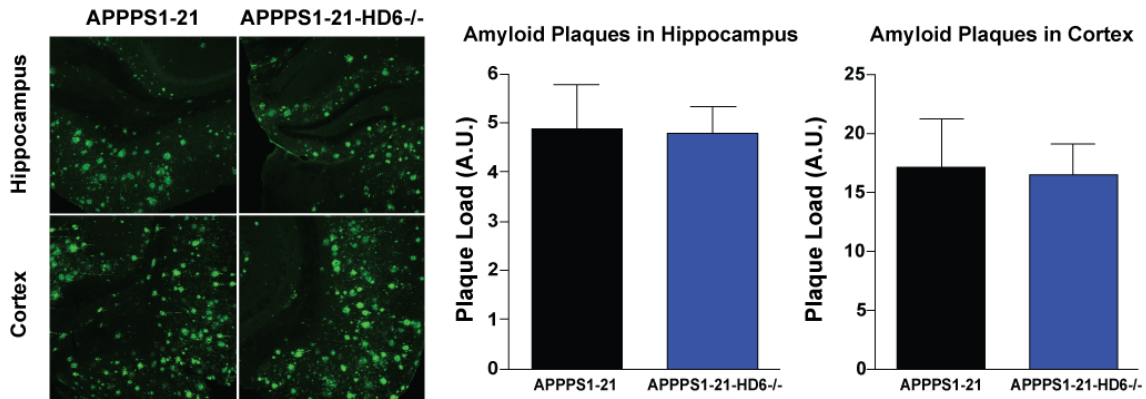 APPPS1-21
APPPS1-21-HD6-/-
Hippocampus
Cortex
Amyloid Plaques in Hippocampus
Plaque Load (A.U.)
6
5
4
3
2
1
0
APPPS1-21
APPPS1-21-HD6-/-
Amyloid Plaques in Cortex
Plaque Load (A.U.)
25
20
15
10
5
0
APPPS1-21
APPPS1-21-HD6-/-